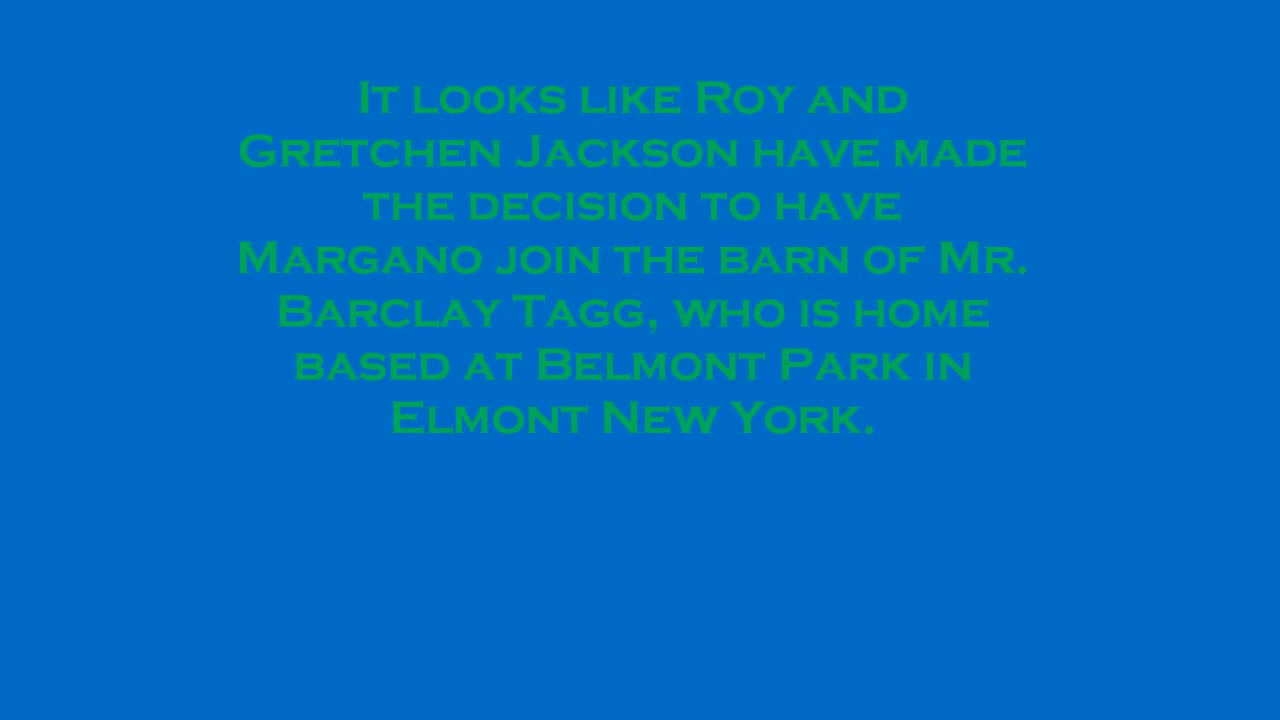 It looks like Roy and
Gretchen Jackson have made
the decision to have
Margano join the barn of Mr.
Barclay Tagg, who is home
based at Belmont Park in
Elmont New York.